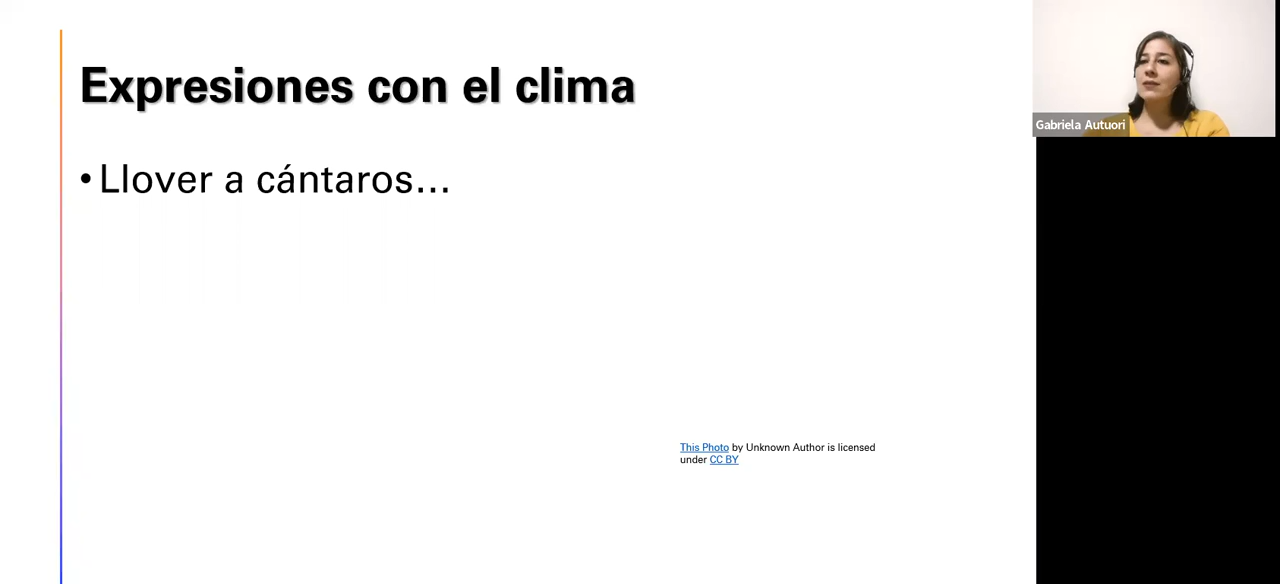 Expresiones con el clima
• Llover a cántaros...
This Photo by Unknown Author is licensed
under CC BY
Gabriela Autuori